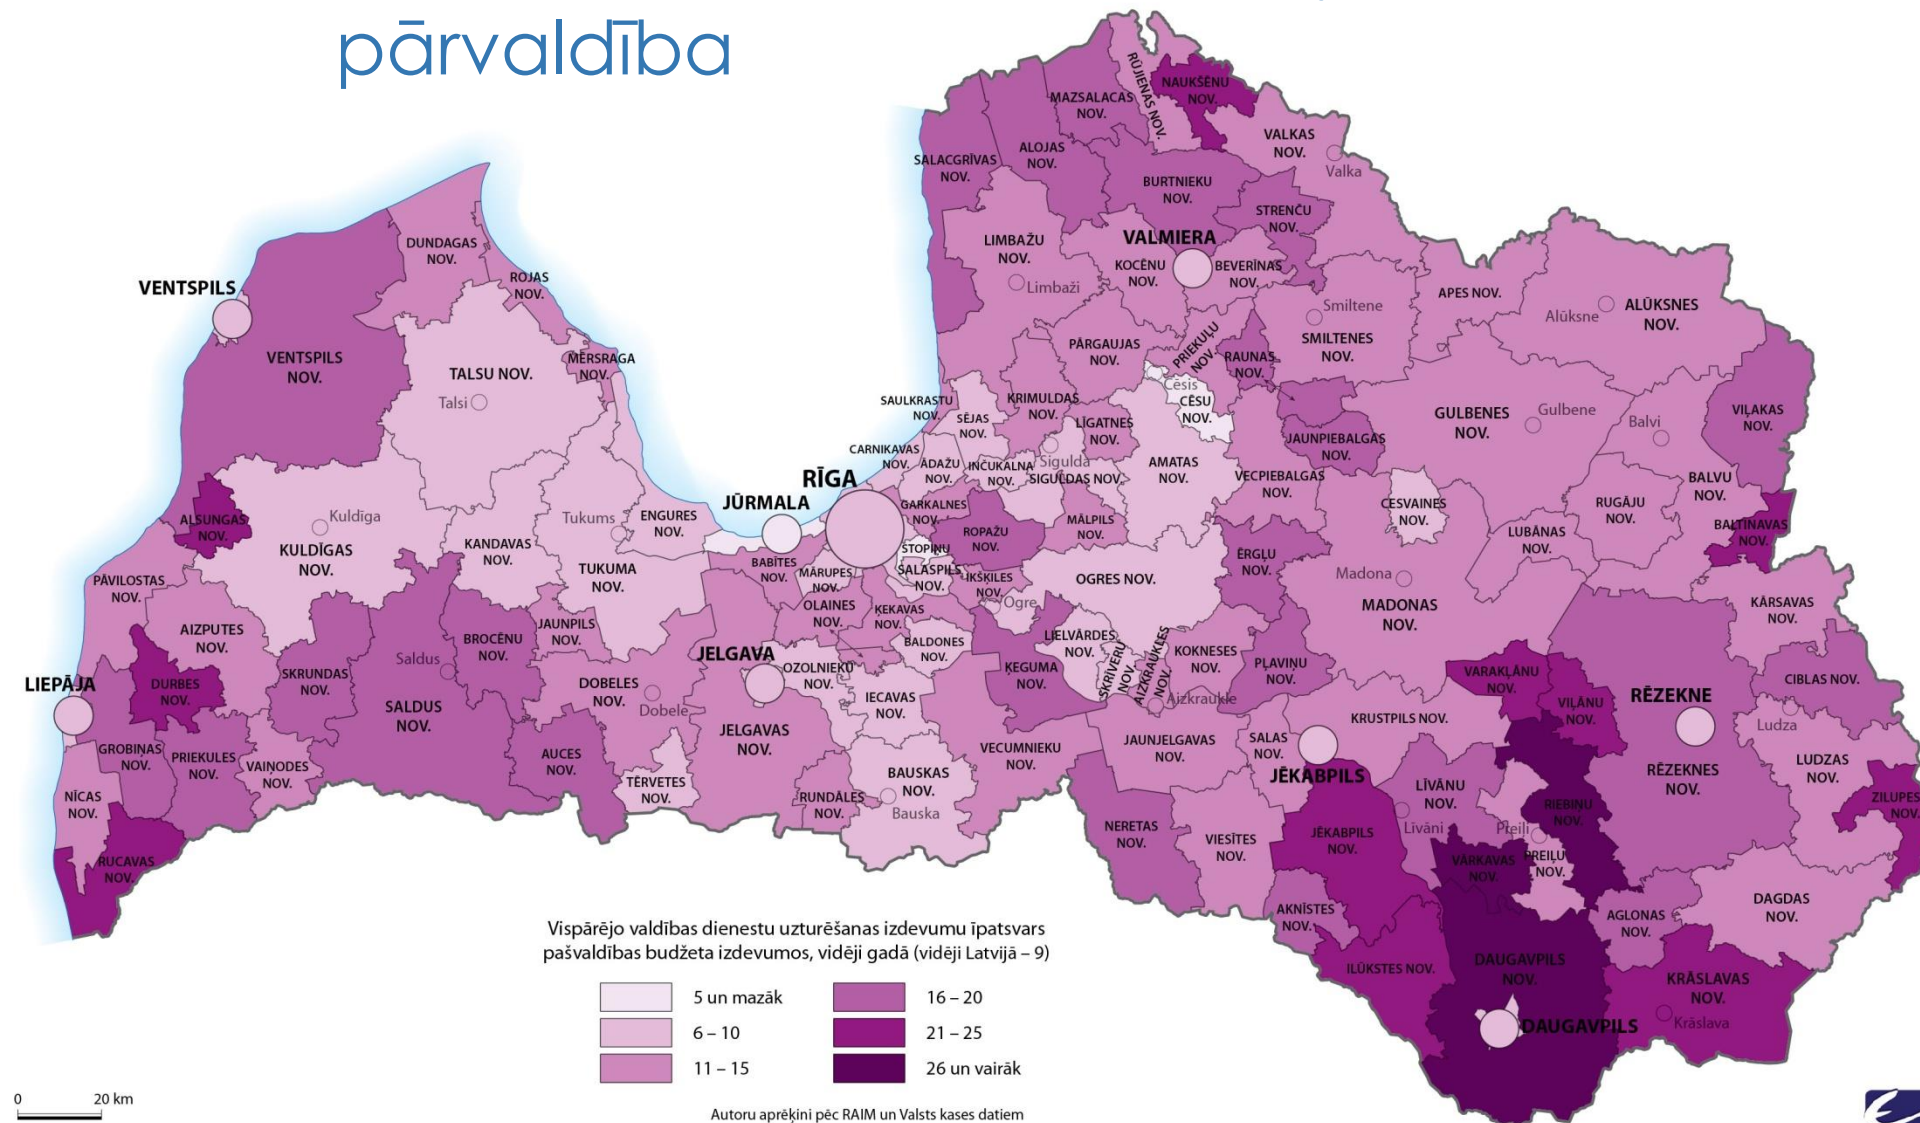 pārvaldība
RŪJIENAS NOV.
NAUKŠĒNU
NOV.
MAZSALACAS
NOV.
VALKAS
NOV.
Valka
ALOJAS
NOV.
SALACGRĪVAS
NOV.
BURTNIEKU
NOV.
STRENČU
NOV.
LIMBAŽU
NOV.
Limbaži
VALMIERA
KOCĒNU
NOV.
BEVERĪNAS
NOV.
DUNDAGAS
NOV.
ROJAS
NOV.
VENTSPILS
VENTSPILS
NOV.
APES NOV.
Alūksne
ALŪKSNES
NOV.
Smiltene
SMILTENES
NOV.
PĀRGAUJAS
NOV.
PRIEKUĻU
NOV.
RAUNAS
NOV.
MĒRSRAGA
NOV.
TALSU NOV.
Talsi
Cēsis
CĒSU
NOV.
SAULKRASTU
NOV.
SĒJAS
NOV.
KRIMULDAS
NOV.
LĪGATNES
NOV.
GULBENES
NOV.
Gulbene
Balvi
VIĻAKAS
NOV.
JAUNPIEBALGAS
NOV.
CARNIKAVAS
NOV.
ĀDAŽU
NOV.
INČUKALNA
NOV.
Sigulda
SIGULDAS NOV.
AMATAS
NOV.
VECPIEBALGAS
NOV.
BALVU
NOV.
RĪGA
JŪRMALA
GARKALNES
NOV.
CESVAINES
NOV.
RUGĀJU
NOV.
ALSUNGAS
NOV.
Kuldīga
KULDĪGAS
NOV.
Tukums
ENGURES
NOV.
MĀLPILS
NOV.
BALTINAVAS
NOV.
ROPAŽU
NOV.
LUBĀNAS
NOV.
KANDAVAS
NOV.
STOPIŅU
NOV.
SALASPILS
NOV.
ĒRGĻU
NOV.
TUKUMA
NOV.
BABĪTES
NOV.
MĀRUPES
NOV.
IKŠĶILES
NOV.
OGRES NOV.
Madona
PĀVILOSTAS
NOV.
Ogre
MADONAS
NOV.
KĀRSAVAS
NOV.
OLAINES
NOV.
ĶEKAVAS
NOV.
AIZPUTES
NOV.
BROCĒNU
NOV.
JAUNPILS
NOV.
BALDONES
NOV.
LIELVĀRDES
NOV.
SKRĪVERU
NOV.
AIZKRAUKLES
NOV.
KOKNESES
NOV.
JELGAVA
OZOLNIEKU
NOV.
Saldus
PĻAVIŅU
NOV.
ĶEGUMA
NOV.
VARAKĻĀNU
NOV.
CIBLAS NOV.
LIEPĀJA
DURBES
NOV.
SKRUNDAS
NOV.
DOBELES
NOV.
Dobele
IECAVAS
NOV.
Aizkraukle
VIĻĀNU
NOV.
RĒZEKNE
SALDUS
NOV.
KRUSTPILS NOV.
Ludza
JELGAVAS
NOV.
VECUMNIEKU
NOV.
JAUNJELGAVAS
NOV.
SALAS
NOV.
GROBIŅAS
NOV.
PRIEKULES
NOV.
VAIŅODES
NOV.
AUCES
NOV.
LUDZAS
NOV.
JĒKABPILS
RĒZEKNES
NOV.
TĒRVETES
NOV.
BAUSKAS
NOV.
Bauska
LĪVĀNU
NOV.
Līvāni
NĪCAS
NOV.
RUNDĀLES
NOV.
RIEBIŅU
NOV.
ZILUPES
NOV.
NERETAS
NOV.
VIESĪTES
NOV.
JĒKABPILS
NOV.
Preiļi
PREIĻU
NOV.
RUCAVAS
NOV.
VĀRKAVAS
NOV.
AKNĪSTES
NOV.
AGLONAS
NOV.
DAGDAS
NOV.
ILŪKSTES NOV.
DAUGAVPILS
NOV.
KRĀSLAVAS
NOV.
Krāslava
DAUGAVPILS
Vispārējo valdības dienestu uzturēšanas izdevumu īpatsvars
pašvaldības budžeta izdevumos, vidēji gadā (vidēji Latvijā – 9)
5 un mazāk
6 – 10
11 – 15
16 – 20
21 – 25
26 un vairāk
0 20 km
Autoru aprēķini pēc RAIM un Valsts kases datiem